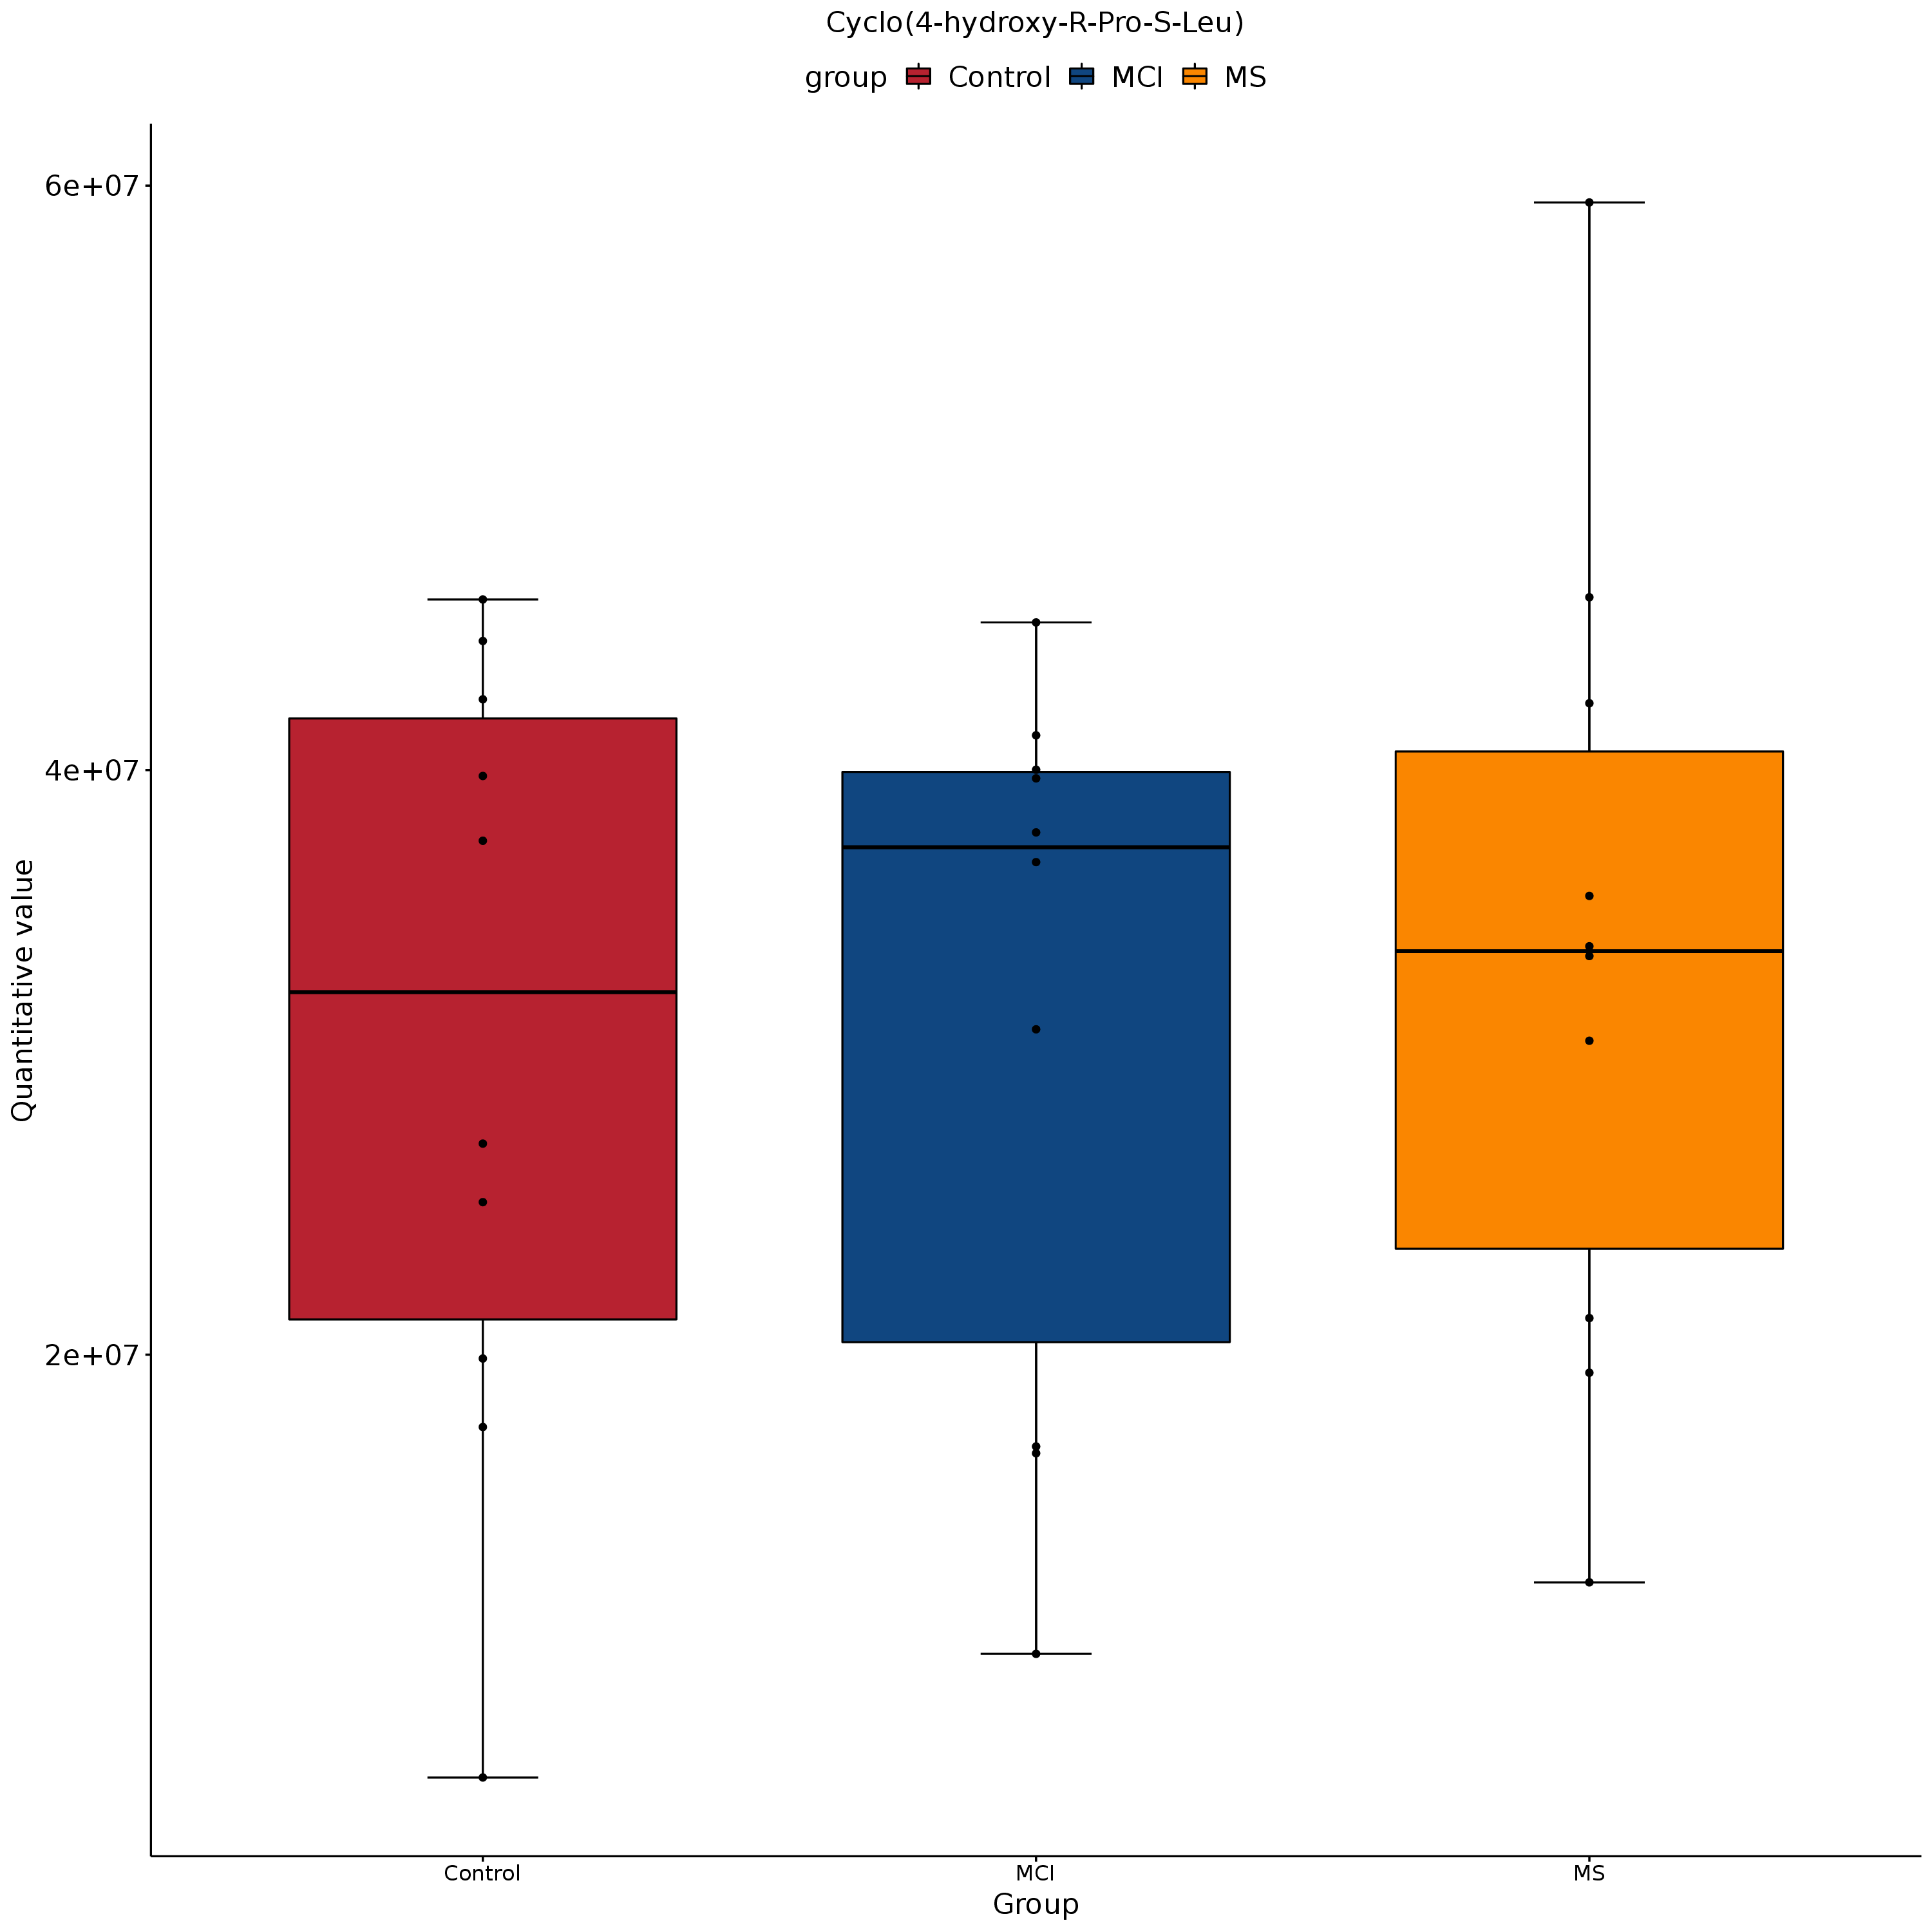 Cyclo(4-hydroxy-R-Pro-S-Leu)
group Control MCI MS
6e+07
4e+07
2e+07
Quantitative value
Control MCI MS
Group